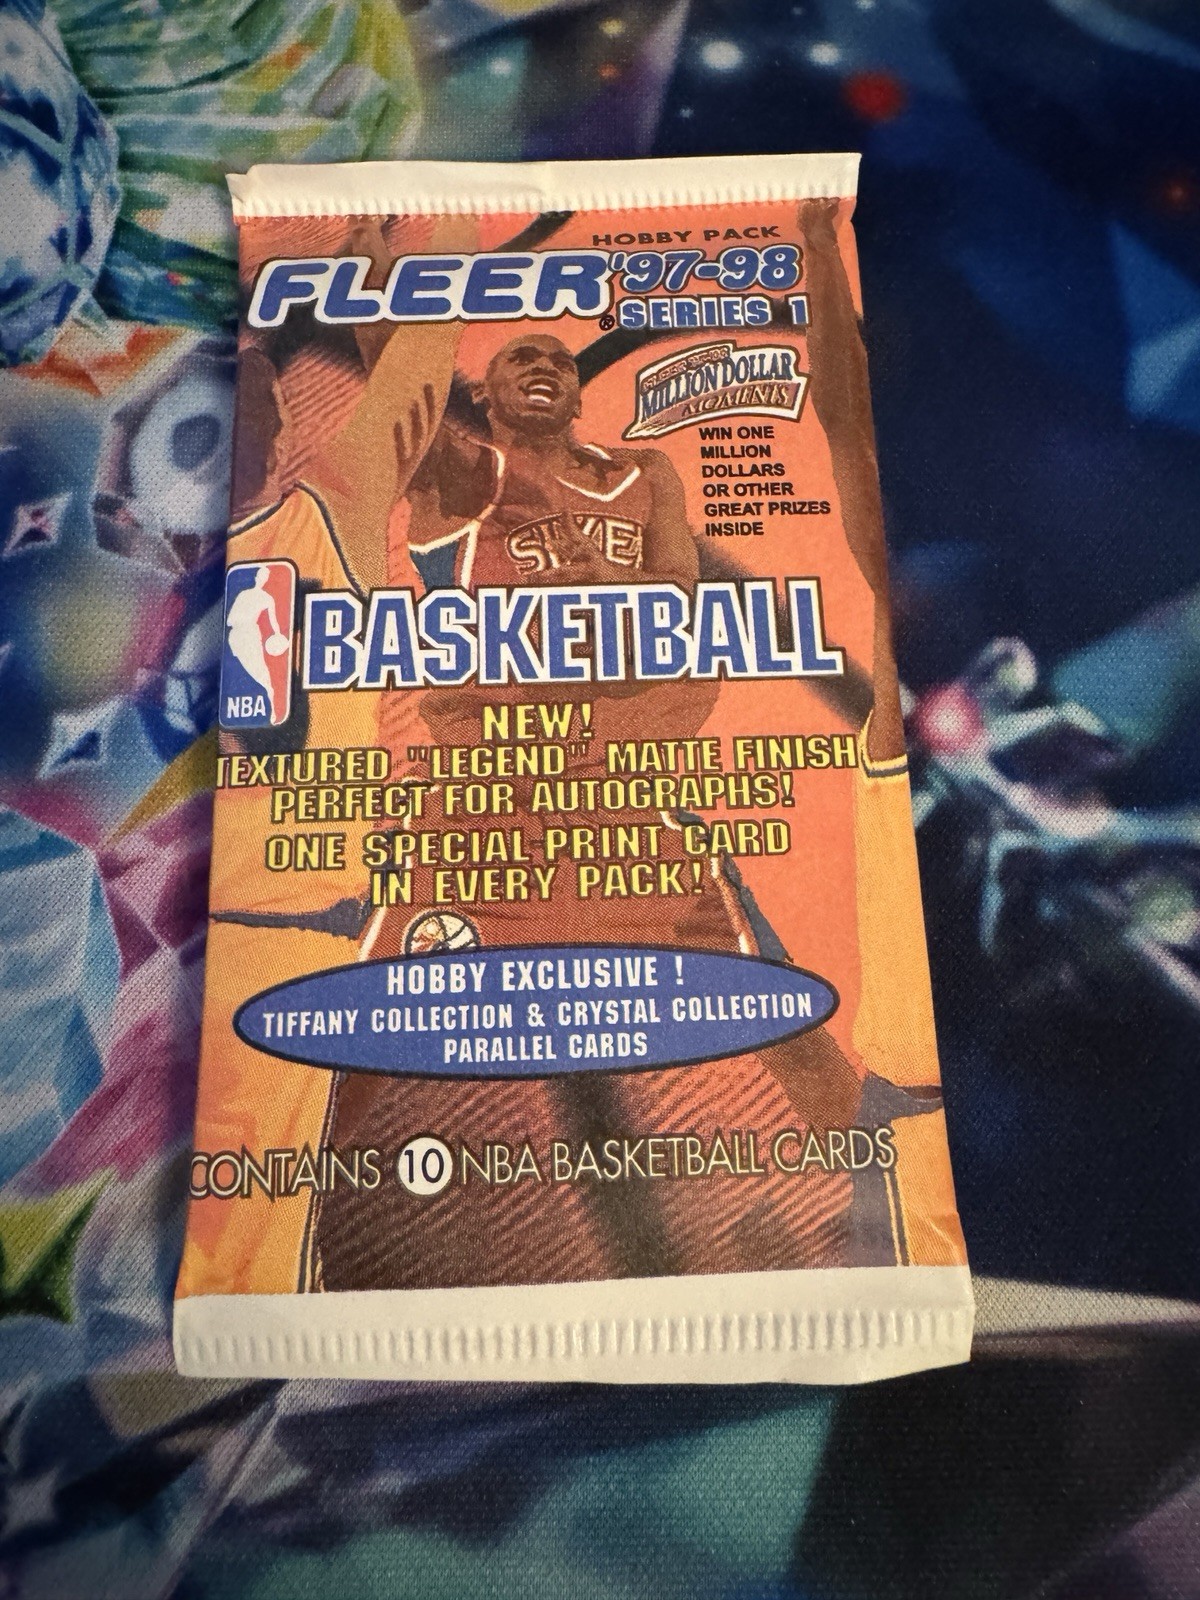 HOBBY PACK
FLEER '97-98
® SERIES 1
MILLION DOLLAR
MOMENTS
WIN ONE
MILLION
DOLLARS
OR OTHER
GREAT PRIZES
INSIDE
SIXERS
NBA
BASKETBALL
NEW!
TEXTURED "LEGEND" MATTE FINISH
PERFECT FOR AUTOGRAPHS!
ONE SPECIAL PRINT CARD
IN EVERY PACK!
HOBBY EXCLUSIVE !
TIFFANY COLLECTION & CRYSTAL COLLECTION
PARALLEL CARDS
CONTAINS 10 NBA BASKETBALL CARDS